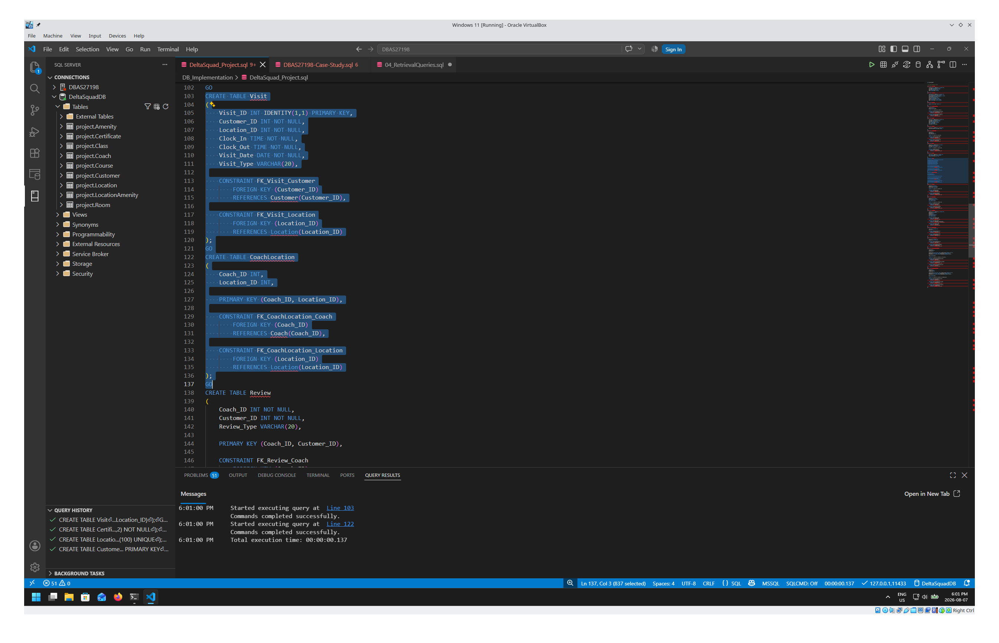 Windows 11 [Running] - Oracle VirtualBox
File Machine View Input Devices Help
File Edit Selection View Go Run Terminal Help
DBAS27198
Sign In
SQL SERVER
CONNECTIONS
DBAS27198
DeltaSquadDB
Tables
External Tables
project.Amenity
project.Certificate
project.Class
project.Coach
project.Course
project.Customer
project.Location
project.LocationAmenity
project.Room
Views
Synonyms
Programmability
External Resources
Service Broker
Storage
Security
QUERY HISTORY
CREATE TABLE Visit⏎...Location_ID)⏎);⏎G...
CREATE TABLE Certifi...,2) NOT NULL⏎);⏎...
CREATE TABLE Locatio...(100) UNIQUE⏎);...
CREATE TABLE Custome... PRIMARY KEY⏎...
BACKGROUND TASKS
DeltaSquad_Project.sql 9+
DBAS27198-Case-Study.sql 6
04_RetrievalQueries.sql
DB_Implementation > DeltaSquad_Project.sql
102 GO
103 CREATE TABLE Visit
104 (
105 Visit_ID INT IDENTITY(1,1) PRIMARY KEY,
106 Customer_ID INT NOT NULL,
107 Location_ID INT NOT NULL,
108 Clock_In TIME NOT NULL,
109 Clock_Out TIME NOT NULL,
110 Visit_Date DATE NOT NULL,
111 Visit_Type VARCHAR(20),
112
113 CONSTRAINT FK_Visit_Customer
114 FOREIGN KEY (Customer_ID)
115 REFERENCES Customer(Customer_ID),
116
117 CONSTRAINT FK_Visit_Location
118 FOREIGN KEY (Location_ID)
119 REFERENCES Location(Location_ID)
120 );
121 GO
122 CREATE TABLE CoachLocation
123 (
124 Coach_ID INT,
125 Location_ID INT,
126
127 PRIMARY KEY (Coach_ID, Location_ID),
128
129 CONSTRAINT FK_CoachLocation_Coach
130 FOREIGN KEY (Coach_ID)
131 REFERENCES Coach(Coach_ID),
132
133 CONSTRAINT FK_CoachLocation_Location
134 FOREIGN KEY (Location_ID)
135 REFERENCES Location(Location_ID)
136 );
137 GO
138 CREATE TABLE Review
139 (
140 Coach_ID INT NOT NULL,
141 Customer_ID INT NOT NULL,
142 Review_Type VARCHAR(20),
143
144 PRIMARY KEY (Coach_ID, Customer_ID),
145
146 CONSTRAINT FK_Review_Coach
PROBLEMS 51 OUTPUT DEBUG CONSOLE TERMINAL PORTS QUERY RESULTS
Messages
Open in New Tab
6:01:00 PM Started executing query at Line 103
Commands completed successfully.
6:01:00 PM Started executing query at Line 122
Commands completed successfully.
6:01:00 PM Total execution time: 00:00:00.137
51 0
Ln 137, Col 3 (837 selected) Spaces: 4 UTF-8 CRLF {} SQL MSSQL SQLCMD: Off 00:00:00.137 127.0.0.1,11433 DeltaSquadDB
1
ENG
US
6:01 PM
2026-08-07
Right Ctrl